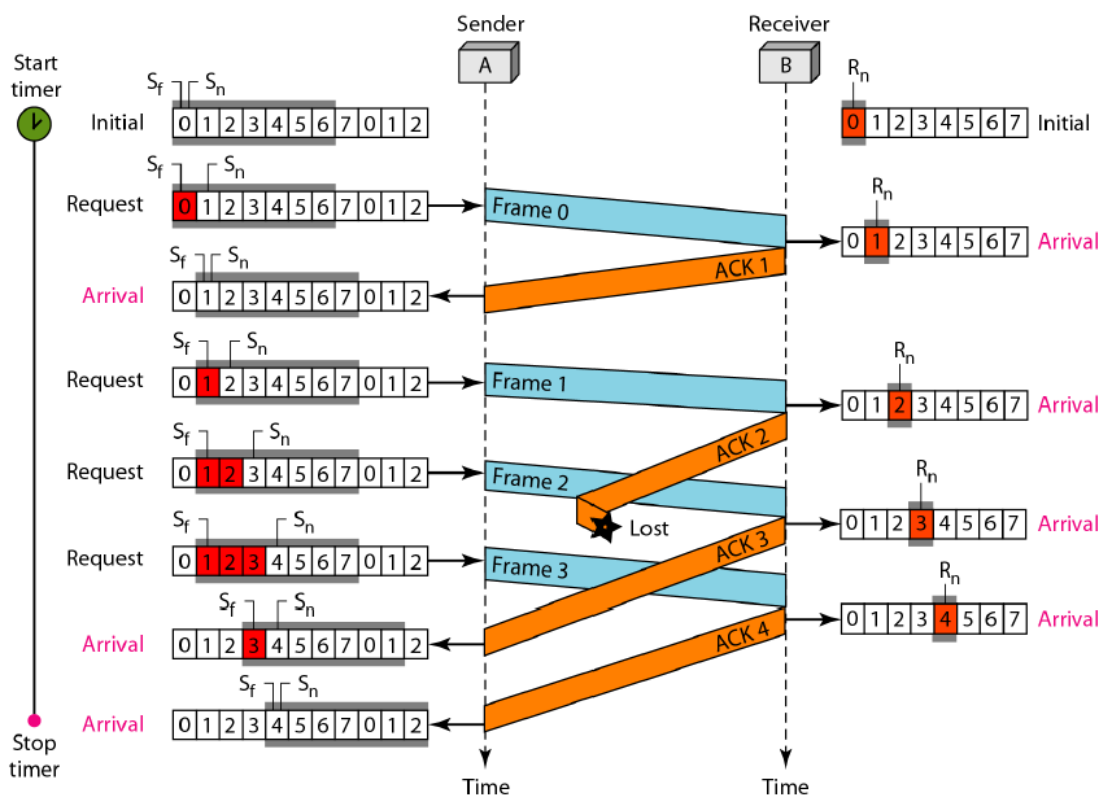 Sender Receiver
Start
timer
A B
Sf Sn
Rn
Initial 0 1 2 3 4 5 6 7 0 1 2
0 1 2 3 4 5 6 7 Initial
Sf Sn
Request 0 1 2 3 4 5 6 7 0 1 2
Frame 0
Rn
0 1 2 3 4 5 6 7 Arrival
Sf Sn
ACK 1
Arrival 0 1 2 3 4 5 6 7 0 1 2
Sf Sn
Request 0 1 2 3 4 5 6 7 0 1 2
Frame 1
Rn
0 1 2 3 4 5 6 7 Arrival
ACK 2
Sf Sn
Request 0 1 2 3 4 5 6 7 0 1 2
Frame 2
Lost
Rn
0 1 2 3 4 5 6 7 Arrival
Sf Sn
ACK 3
Request 0 1 2 3 4 5 6 7 0 1 2
Frame 3
Rn
0 1 2 3 4 5 6 7 Arrival
Sf Sn
Arrival 0 1 2 3 4 5 6 7 0 1 2
ACK 4
Sf Sn
Arrival 0 1 2 3 4 5 6 7 0 1 2
Stop
timer
Time Time